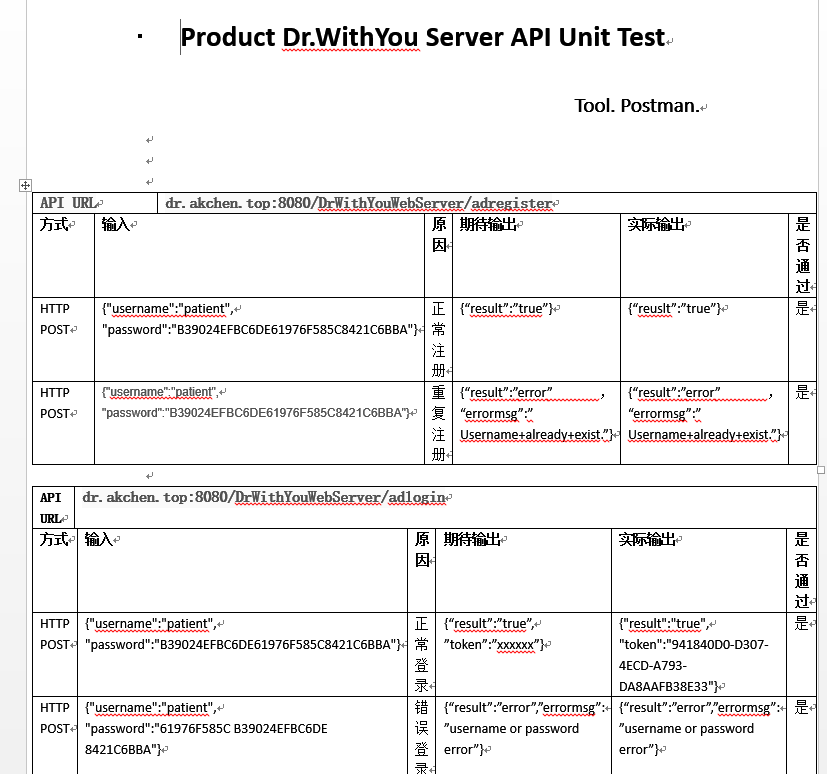 Product Dr.WithYou Server API Unit Test
Tool. Postman.
API URL dr.akchen.top:8080/DrWithYouWebServer/adregister
方式 输入 原因 期待输出 实际输出 是否通过
HTTP POST
{"username":"patient",
"password":"B39024EFBC6DE61976F585C8421C6BBA"}
正常注册
{“result”:”true”}
{“reuslt”:”true”}
是
HTTP POST
{"username":"patient",
"password":"B39024EFBC6DE61976F585C8421C6BBA"}
重复注册
{“result”:”error” ，
“errormsg”:”
Username+already+exist.”}
{“result”:”error” ，
“errormsg”:”
Username+already+exist.”}
是
API URL dr.akchen.top:8080/DrWithYouWebServer/adlogin
方式 输入 原因 期待输出 实际输出 是否通过
HTTP POST
{"username":"patient",
"password":"B39024EFBC6DE61976F585C8421C6BBA"}
正常登录
{“result”:”true”,
”token”:”xxxxxx”}
{"result":"true",
"token":"941840D0-D307-
4ECD-A793-
DA8AAFB38E33"}
是
HTTP POST
{"username":"patient",
"password":"61976F585C B39024EFBC6DE
8421C6BBA"}
错误登录
{“result”:”error”,”errormsg”:
”username or password
error”}
{“result”:”error”,”errormsg”:
”username or password
error”}
是